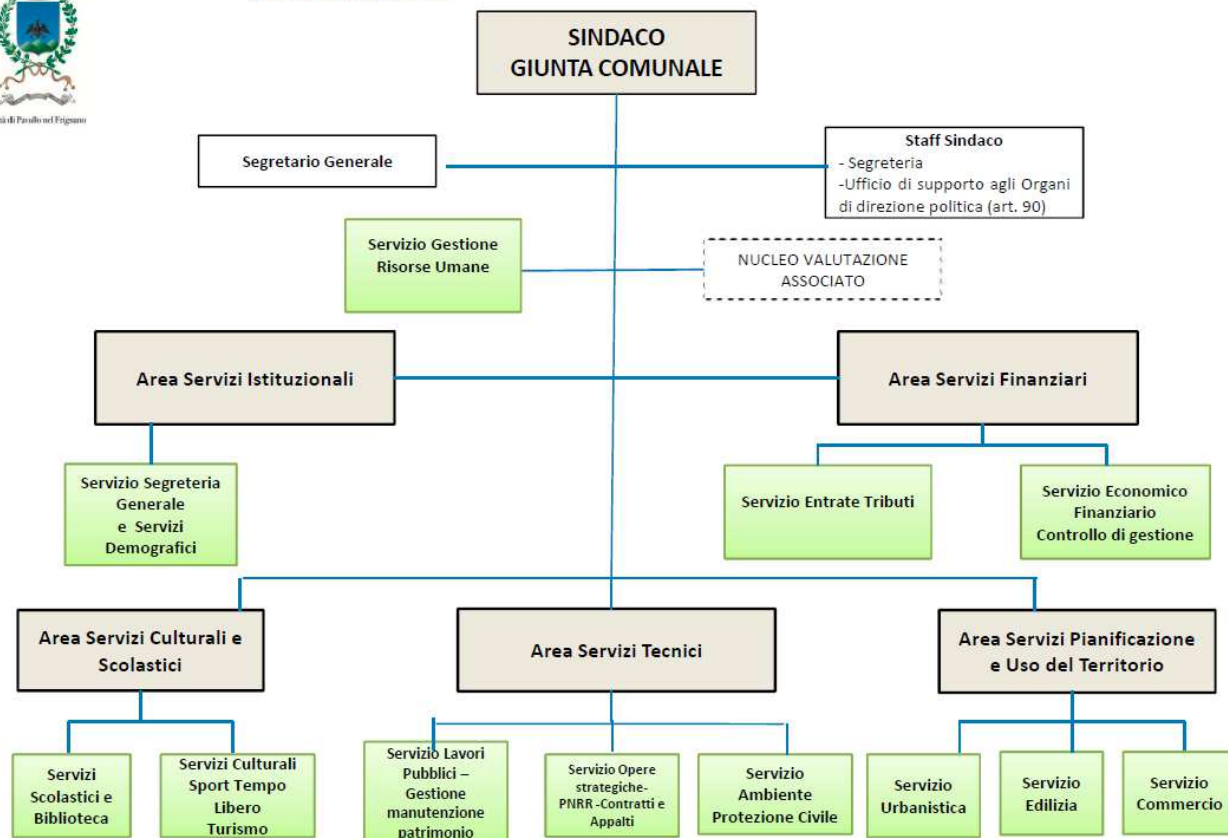 SINDACO
GIUNTA COMUNALE
di Pavullo nel Frignano
Segretario Generale
Staff Sindaco
- Segreteria
-Ufficio di supporto agli Organi
di direzione politica (art. 90)
Servizio Gestione
Risorse Umane
NUCLEO VALUTAZIONE
ASSOCIATO
Area Servizi Istituzionali
Area Servizi Finanziari
Servizio Segreteria
Generale
e Servizi
Demografici
Servizio Entrate Tributi
Servizio Economico
Finanziario
Controllo di gestione
Area Servizi Culturali e
Scolastici
Area Servizi Tecnici
Area Servizi Pianificazione
e Uso del Territorio
Servizi
Scolastici e
Biblioteca
Servizi Culturali
Sport Tempo
Libero
Turismo
Servizio Lavori
Pubblici –
Gestione
manutenzione
patrimonio
Servizio Opere
strategiche-
PNRR -Contratti e
Appalti
Servizio
Ambiente
Protezione Civile
Servizio
Urbanistica
Servizio
Edilizia
Servizio
Commercio